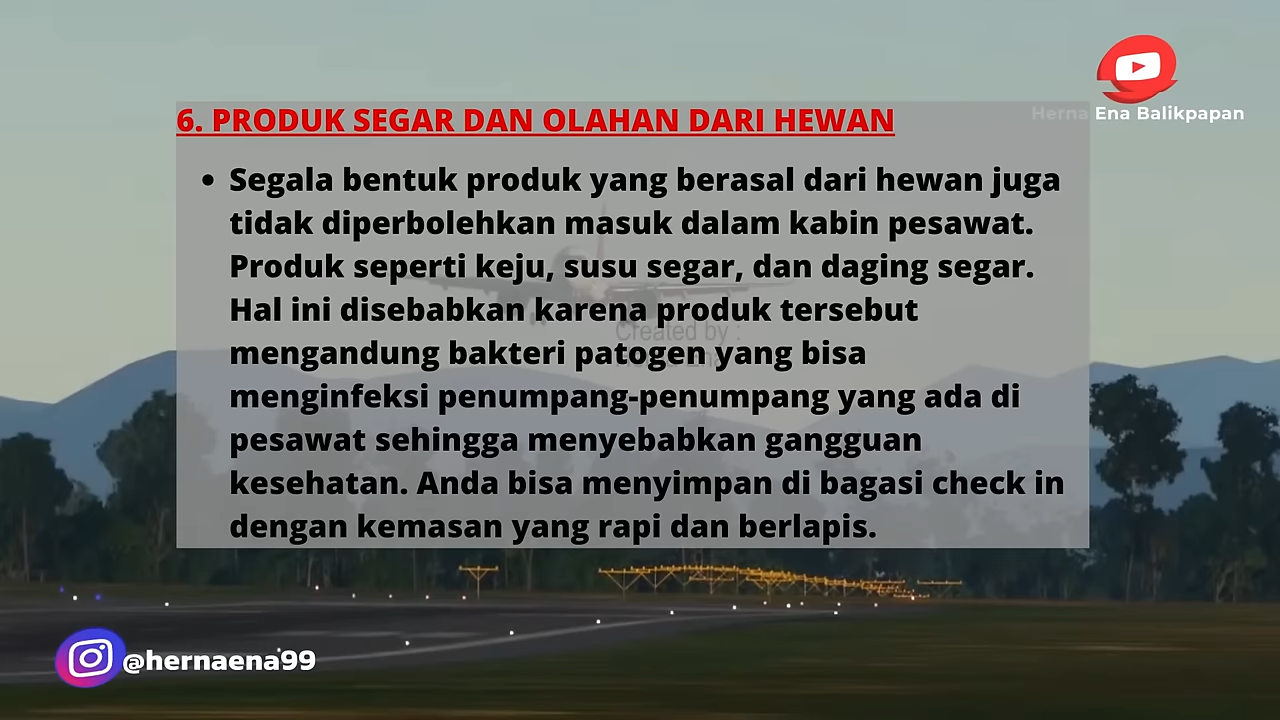 Herna Ena Balikpapan
6. PRODUK SEGAR DAN OLAHAN DARI HEWAN
• Segala bentuk produk yang berasal dari hewan juga
tidak diperbolehkan masuk dalam kabin pesawat.
Produk seperti keju, susu segar, dan daging segar.
Hal ini disebabkan karena produk tersebut
Created by :
mengandung bakteri patogen yang bisa
menginfeksi penumpang-penumpang yang ada di
pesawat sehingga menyebabkan gangguan
kesehatan. Anda bisa menyimpan di bagasi check in
dengan kemasan yang rapi dan berlapis.
@hernaena99